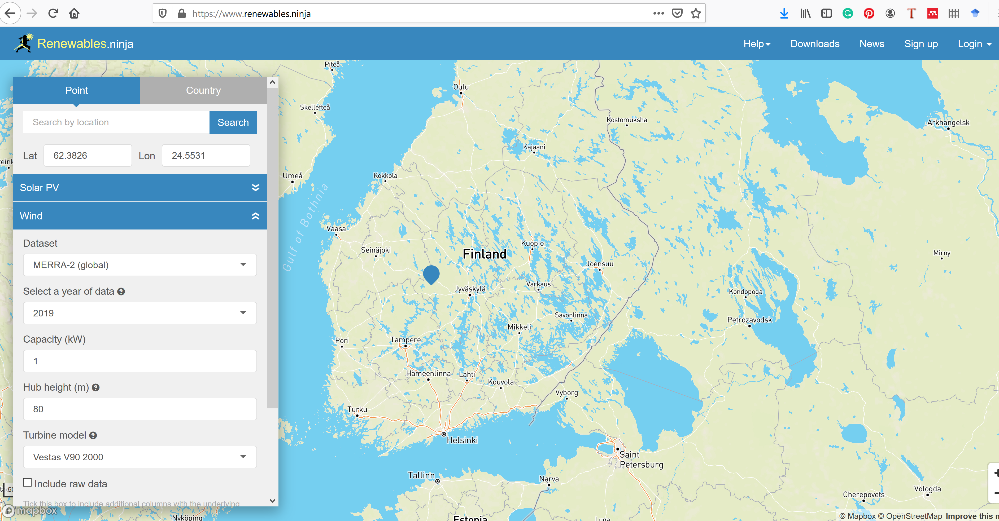 https://www.renewables.ninja
Renewables.ninja
Help
Downloads
News
Sign up
Login
Point
Country
Search by location
Search
Lat
62.3826
Lon
24.5531
Solar PV
Wind
Dataset
MERRA-2 (global)
Select a year of data
2019
Capacity (kW)
1
Hub height (m)
80
Turbine model
Vestas V90 2000
Include raw data
Tick this box to include additional columns with the underlying
mapbox
50
Piteå
Oulu
Skellefteå
Kostomuksha
Arkhangelsk
Kajaani
Umeå
Kokkola
Gulf of Bothnia
Vaasa
Kuopio
Seinäjoki
Finland
Mirny
Joensuu
Varkaus
Jyväskylä
Kondopoga
Savonlinna
Petrozavodsk
Mikkeli
Tampere
Pori
Hämeenlinna
Lahti
Kouvola
Vyborg
Turku
Helsinki
Saint
Petersburg
Tallinn
Narva
Vologda
Cherepovets
Nyköping
Estonia
Luga
© Mapbox © OpenStreetMap Improve this